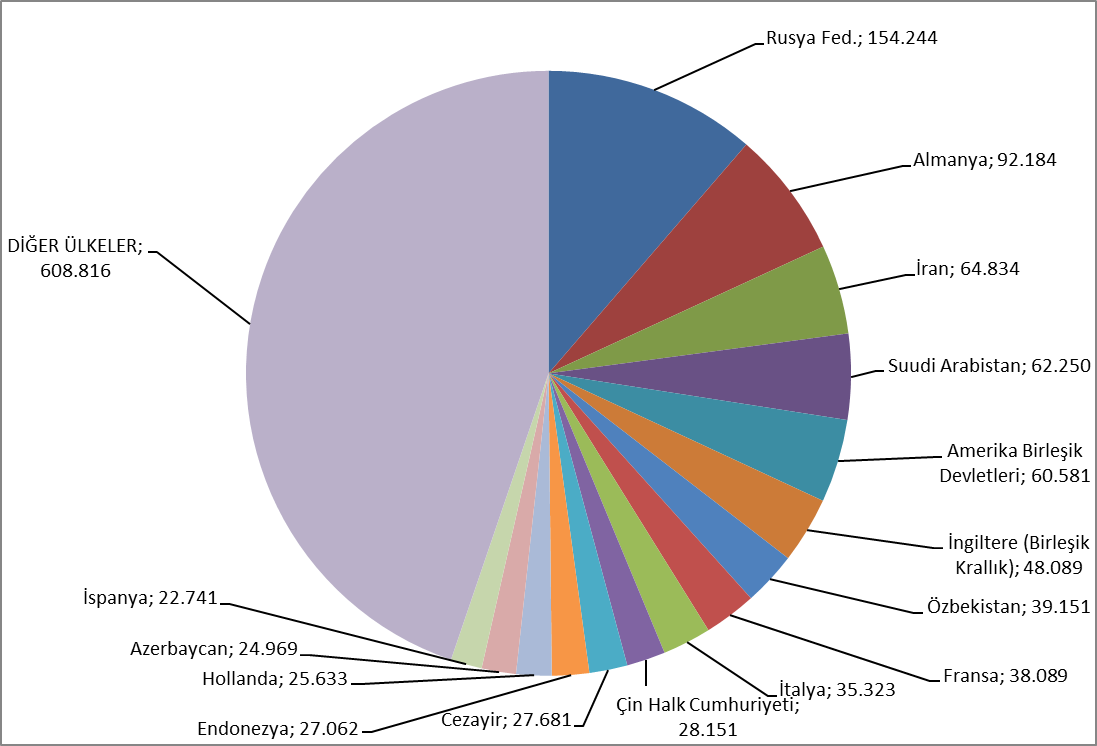 Rusya Fed.; 154.244
Almanya; 92.184
İran; 64.834
Suudi Arabistan; 62.250
Amerika Birleşik
Devletleri; 60.581
İngiltere (Birleşik
Krallık); 48.089
Özbekistan; 39.151
Fransa; 38.089
İtalya; 35.323
Çin Halk Cumhuriyeti;
28.151
Cezayir; 27.681
Endonezya; 27.062
Hollanda; 25.633
Azerbaycan; 24.969
İspanya; 22.741
DİĞER ÜLKELER;
608.816